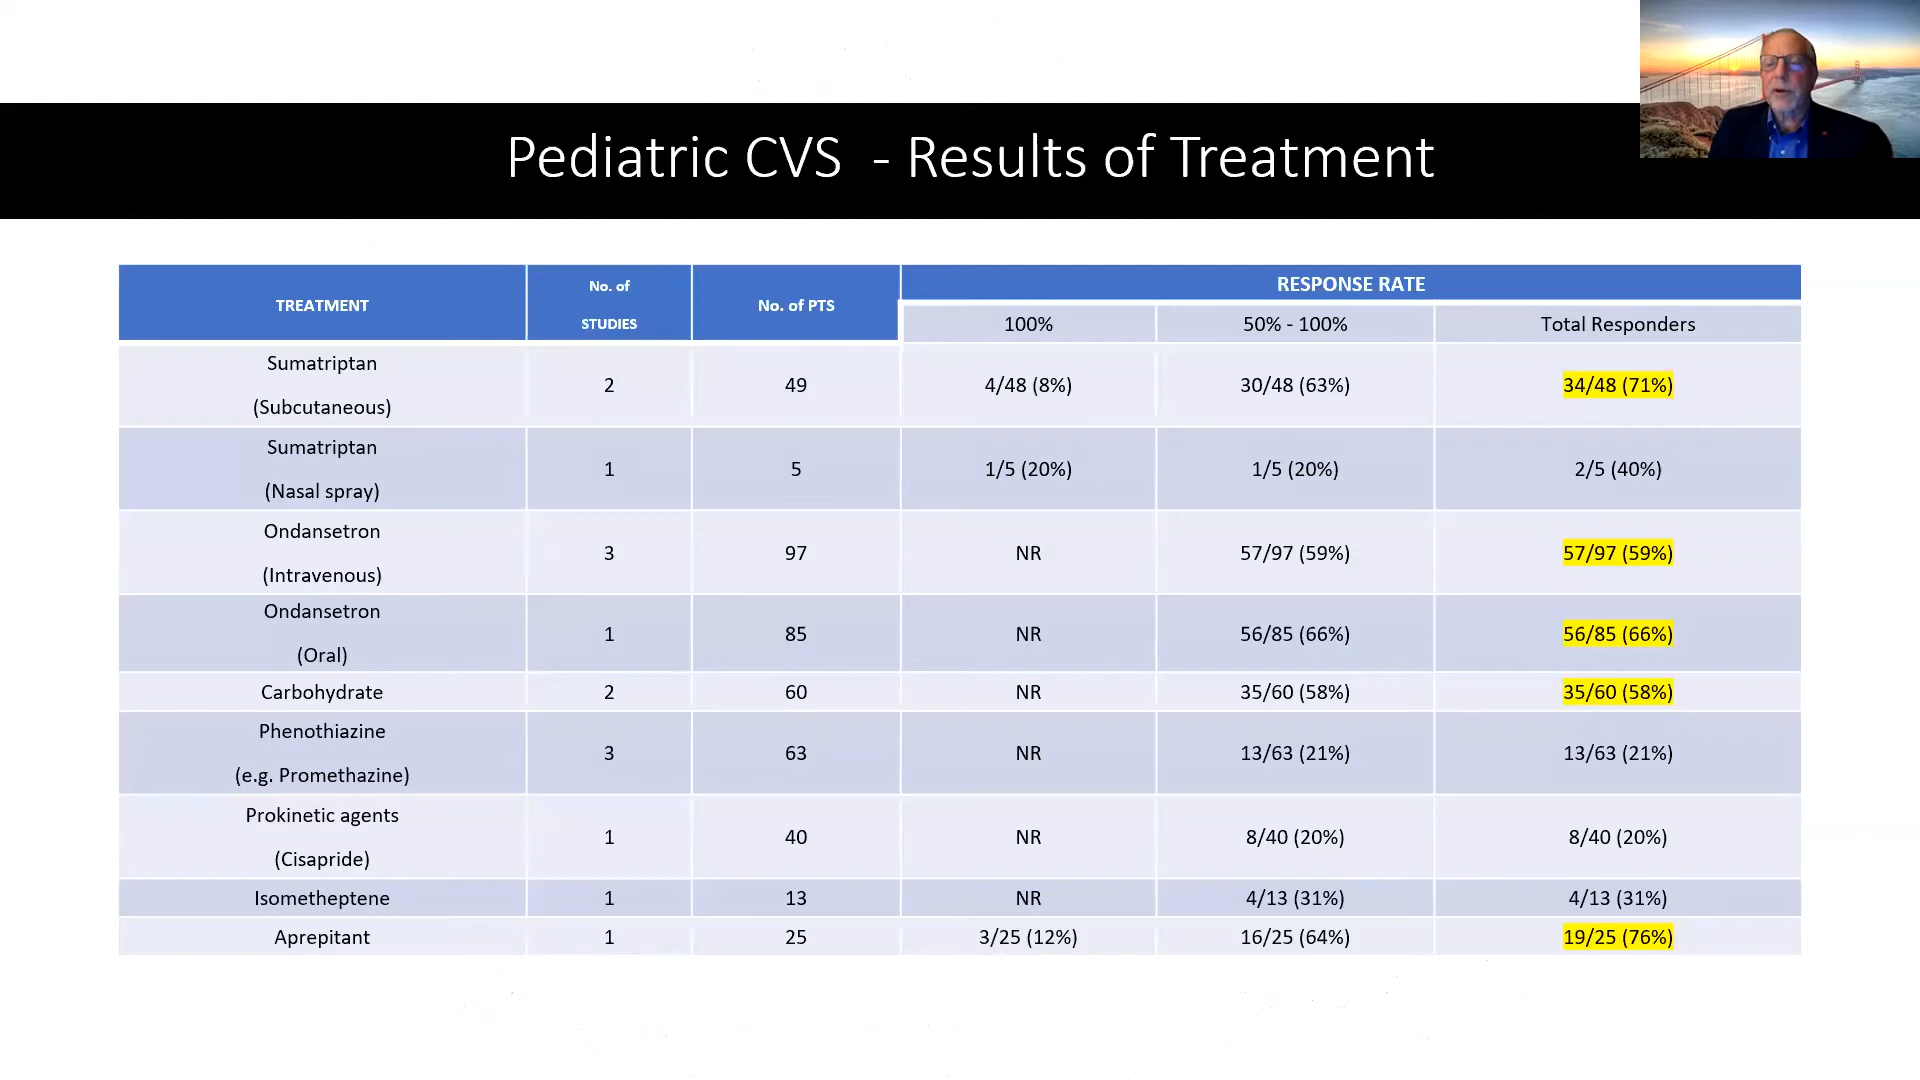 Pediatric CVS - Results of Treatment
TREATMENT
No. of
STUDIES
No. of PTS
RESPONSE RATE
100%
50% - 100%
Total Responders
Sumatriptan
(Subcutaneous)
2
49
4/48 (8%)
30/48 (63%)
34/48 (71%)
Sumatriptan
(Nasal spray)
1
5
1/5 (20%)
1/5 (20%)
2/5 (40%)
Ondansetron
(Intravenous)
3
97
NR
57/97 (59%)
57/97 (59%)
Ondansetron
(Oral)
1
85
NR
56/85 (66%)
56/85 (66%)
Carbohydrate
2
60
NR
35/60 (58%)
35/60 (58%)
Phenothiazine
(e.g. Promethazine)
3
63
NR
13/63 (21%)
13/63 (21%)
Prokinetic agents
(Cisapride)
1
40
NR
8/40 (20%)
8/40 (20%)
Isometheptene
1
13
NR
4/13 (31%)
4/13 (31%)
Aprepitant
1
25
3/25 (12%)
16/25 (64%)
19/25 (76%)